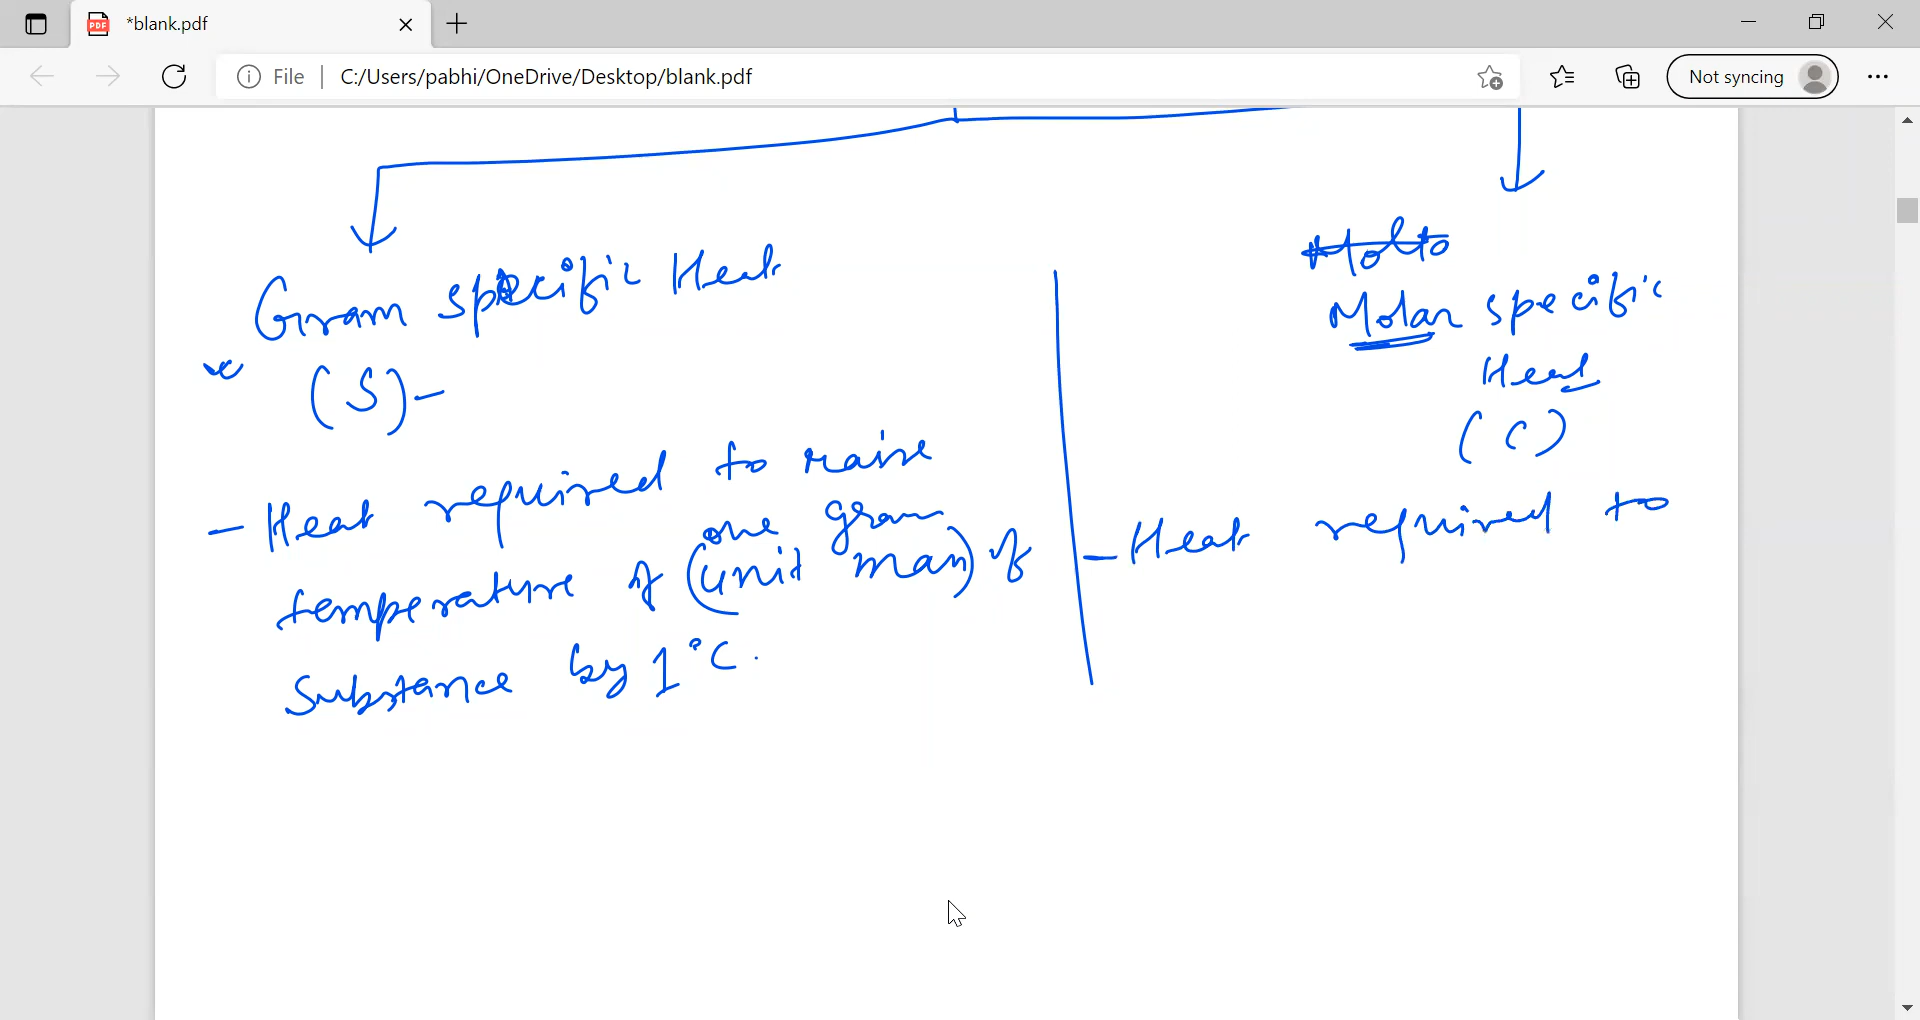 *blank.pdf
File
C:/Users/pabhi/OneDrive/Desktop/blank.pdf
Not syncing
Gram specific Heat
(S)-
- Heat required to raise
one gram
temperature of (unit mass) of
substance by 1°C.
Molto
Molar specific
Heat
(C)
- Heat required to